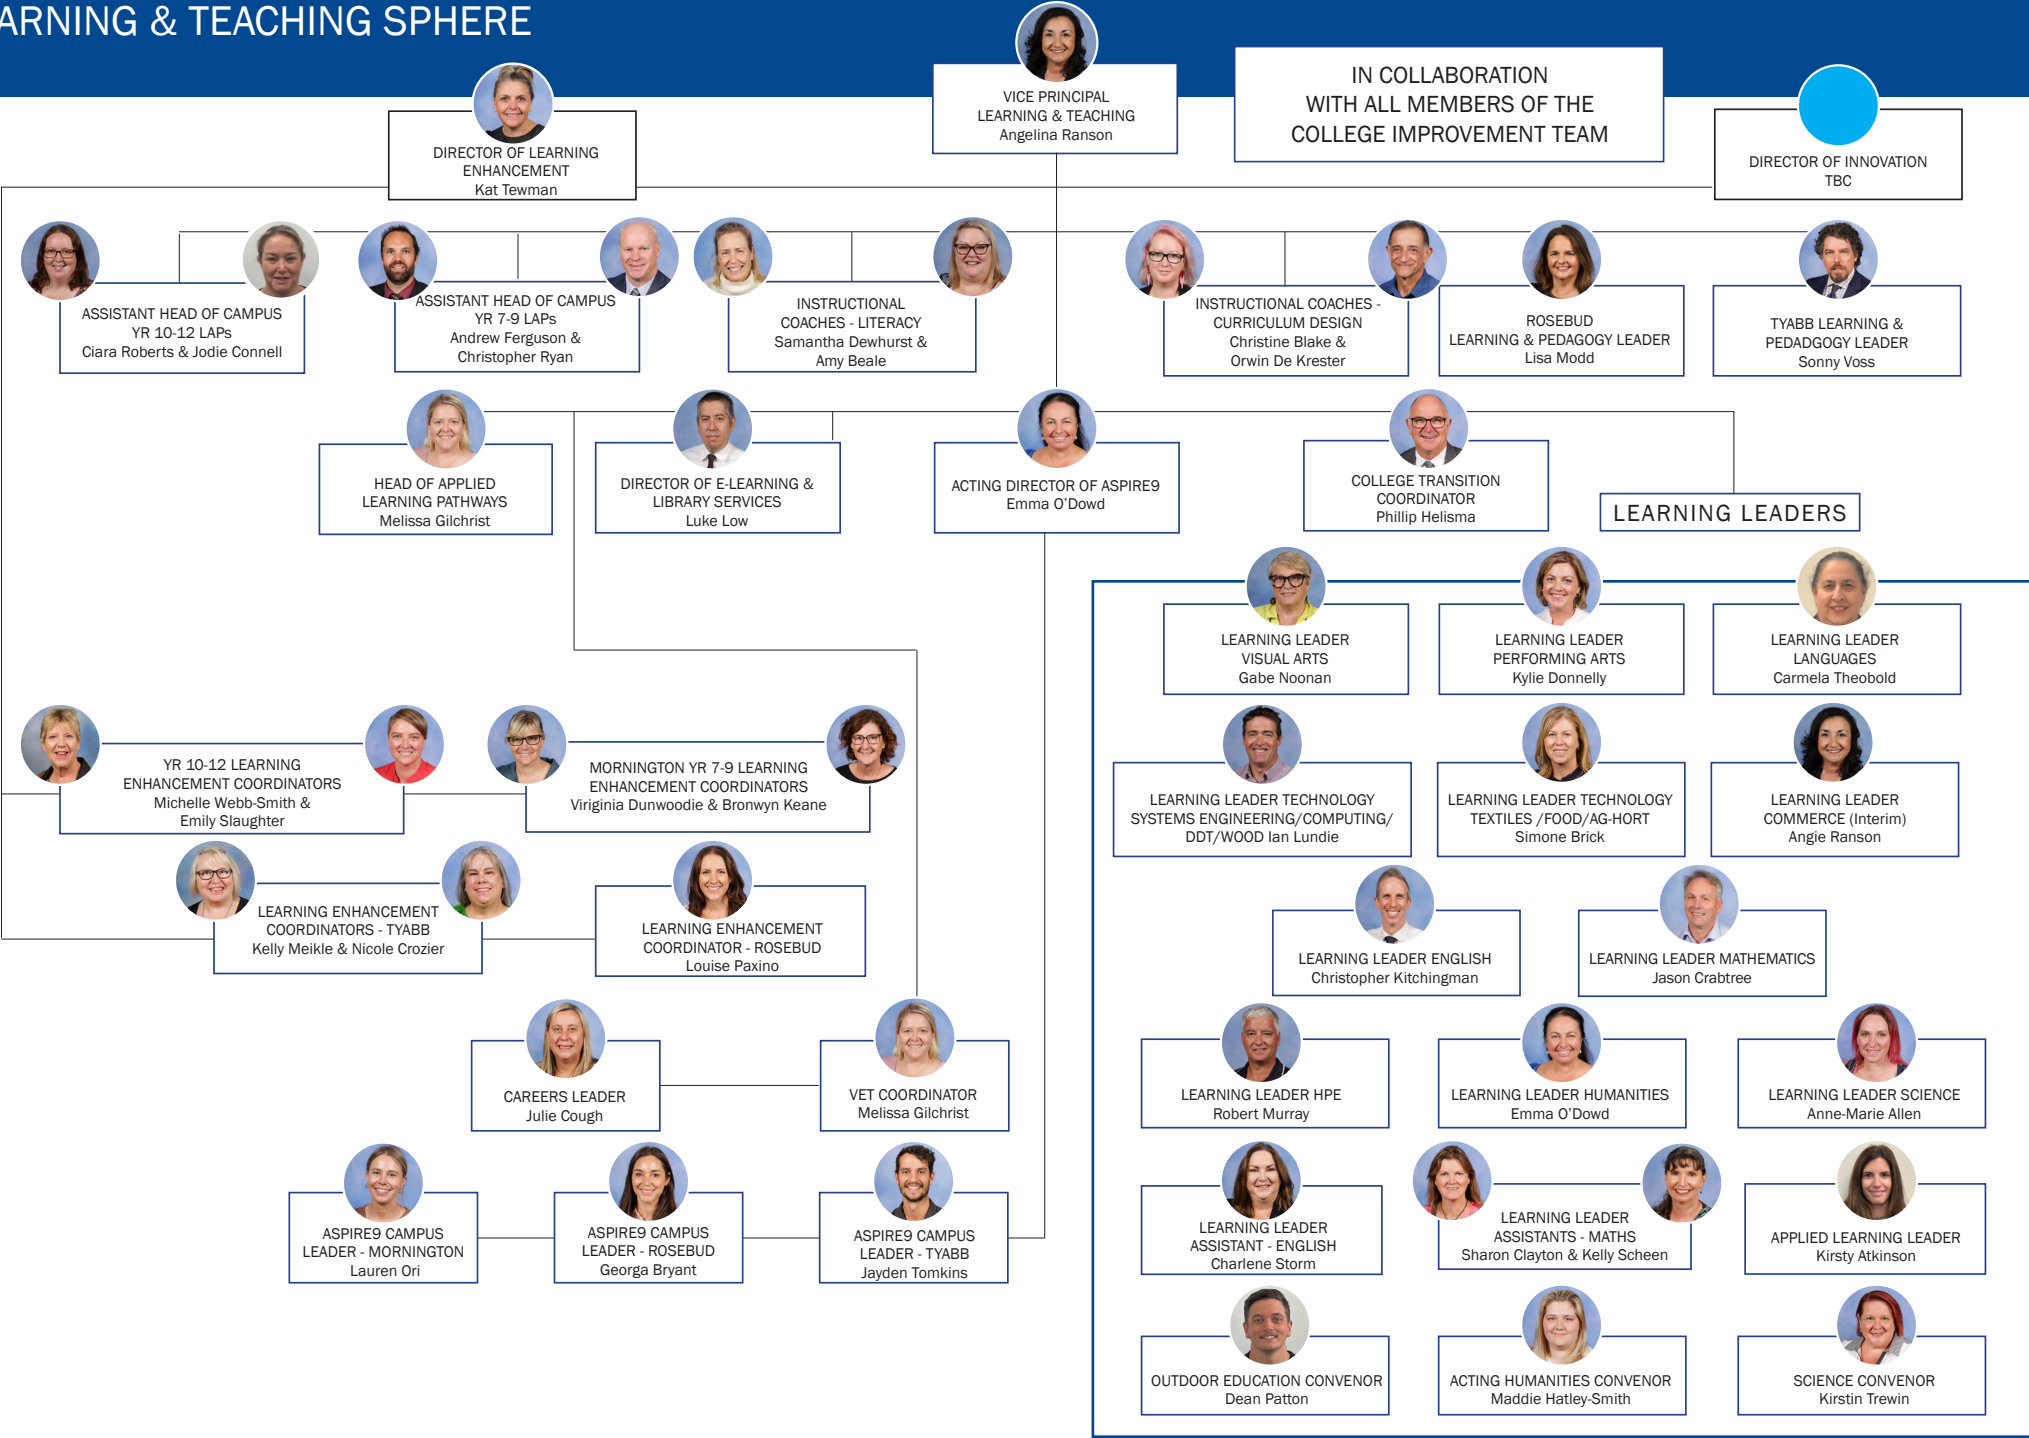 ARNING & TEACHING SPHERE
VICE PRINCIPAL
LEARNING & TEACHING
Angelina Ranson
IN COLLABORATION
WITH ALL MEMBERS OF THE
COLLEGE IMPROVEMENT TEAM
DIRECTOR OF LEARNING
ENHANCEMENT
Kat Tewman
DIRECTOR OF INNOVATION
TBC
ASSISTANT HEAD OF CAMPUS
YR 10-12 LAPs
Ciara Roberts & Jodie Connell
ASSISTANT HEAD OF CAMPUS
YR 7-9 LAPs
Andrew Ferguson &
Christopher Ryan
INSTRUCTIONAL
COACHES - LITERACY
Samantha Dewhurst &
Amy Beale
INSTRUCTIONAL COACHES -
CURRICULUM DESIGN
Christine Blake &
Orwin De Krester
ROSEBUD
LEARNING & PEDAGOGY LEADER
Lisa Modd
TYABB LEARNING &
PEDADGOGY LEADER
Sonny Voss
HEAD OF APPLIED
LEARNING PATHWAYS
Melissa Gilchrist
DIRECTOR OF E-LEARNING &
LIBRARY SERVICES
Luke Low
ACTING DIRECTOR OF ASPIRE9
Emma O'Dowd
COLLEGE TRANSITION
COORDINATOR
Phillip Helisma
LEARNING LEADERS
LEARNING LEADER
VISUAL ARTS
Gabe Noonan
LEARNING LEADER
PERFORMING ARTS
Kylie Donnelly
LEARNING LEADER
LANGUAGES
Carmela Theobold
YR 10-12 LEARNING
ENHANCEMENT COORDINATORS
Michelle Webb-Smith &
Emily Slaughter
MORNINGTON YR 7-9 LEARNING
ENHANCEMENT COORDINATORS
Viriginia Dunwoodie & Bronwyn Keane
LEARNING LEADER TECHNOLOGY
SYSTEMS ENGINEERING/COMPUTING/
DDT/WOOD Ian Lundie
LEARNING LEADER TECHNOLOGY
TEXTILES /FOOD/AG-HORT
Simone Brick
LEARNING LEADER
COMMERCE (Interim)
Angie Ranson
LEARNING ENHANCEMENT
COORDINATORS - TYABB
Kelly Meikle & Nicole Crozier
LEARNING ENHANCEMENT
COORDINATOR - ROSEBUD
Louise Paxino
LEARNING LEADER ENGLISH
Christopher Kitchingman
LEARNING LEADER MATHEMATICS
Jason Crabtree
CAREERS LEADER
Julie Cough
VET COORDINATOR
Melissa Gilchrist
LEARNING LEADER HPE
Robert Murray
LEARNING LEADER HUMANITIES
Emma O'Dowd
LEARNING LEADER SCIENCE
Anne-Marie Allen
ASPIRE9 CAMPUS
LEADER - MORNINGTON
Lauren Ori
ASPIRE9 CAMPUS
LEADER - ROSEBUD
Georga Bryant
ASPIRE9 CAMPUS
LEADER - TYABB
Jayden Tomkins
LEARNING LEADER
ASSISTANT - ENGLISH
Charlene Storm
LEARNING LEADER
ASSISTANTS - MATHS
Sharon Clayton & Kelly Scheen
APPLIED LEARNING LEADER
Kirsty Atkinson
OUTDOOR EDUCATION CONVENOR
Dean Patton
ACTING HUMANITIES CONVENOR
Maddie Hatley-Smith
SCIENCE CONVENOR
Kirstin Trewin